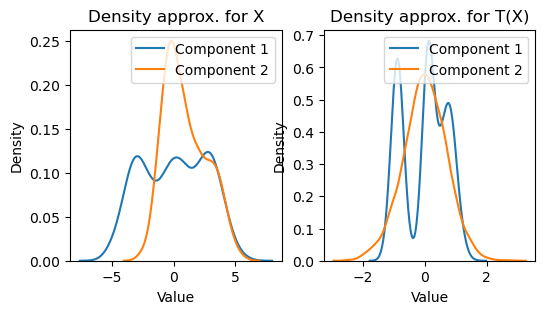 Density approx. for X
Density
0.25
0.20
0.15
0.10
0.05
0.00
Component 1
Component 2
−5
0
5
Value
Density approx. for T(X)
Density
0.7
0.6
0.5
0.4
0.3
0.2
0.1
0.0
Component 1
Component 2
−2
0
2
Value